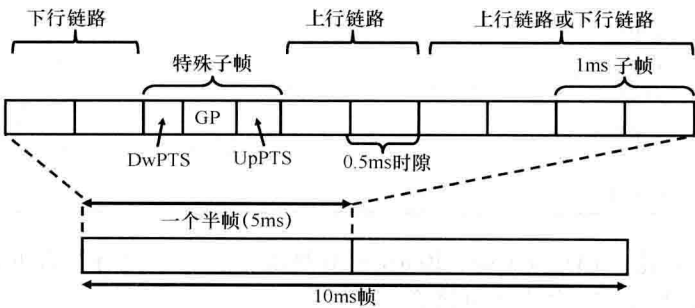 下行链路
上行链路
上行链路或下行链路
特殊子帧
1ms 子帧
GP
DwPTS
UpPTS
0.5ms时隙
一个半帧(5ms)
10ms帧